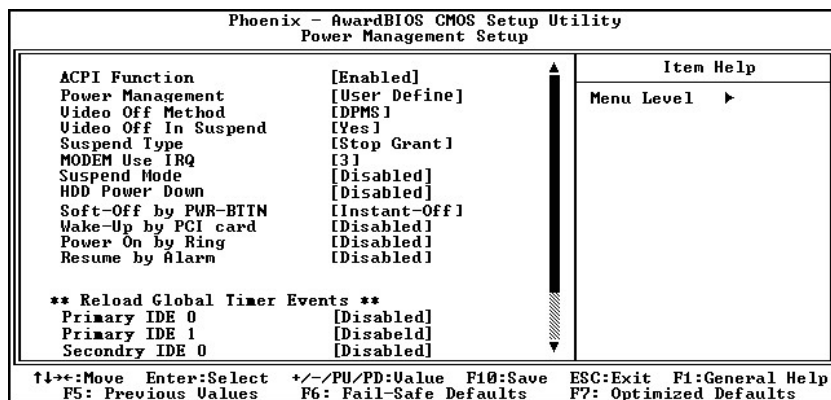 Phoenix - AwardBIOS CMOS Setup Utility
Power Management Setup
ACPI Function [Enabled]
Power Management [User Define]
Video Off Method [DPMS]
Video Off In Suspend [Yes]
Suspend Type [Stop Grant]
MODEM Use IRQ [3]
Suspend Mode [Disabled]
HDD Power Down [Disabled]
Soft-Off by PWR-BTTN [Instant-Off]
Wake-Up by PCI card [Disabled]
Power On by Ring [Disabled]
Resume by Alarm [Disabled]
** Reload Global Timer Events **
Primary IDE 0 [Disabled]
Primary IDE 1 [Disabeld]
Secondry IDE 0 [Disabled]
Item Help
Menu Level ►
↑↓→←:Move Enter:Select +/-/PU/PD:Value F10:Save ESC:Exit F1:General Help
F5: Previous Values F6: Fail-Safe Defaults F7: Optimized Defaults